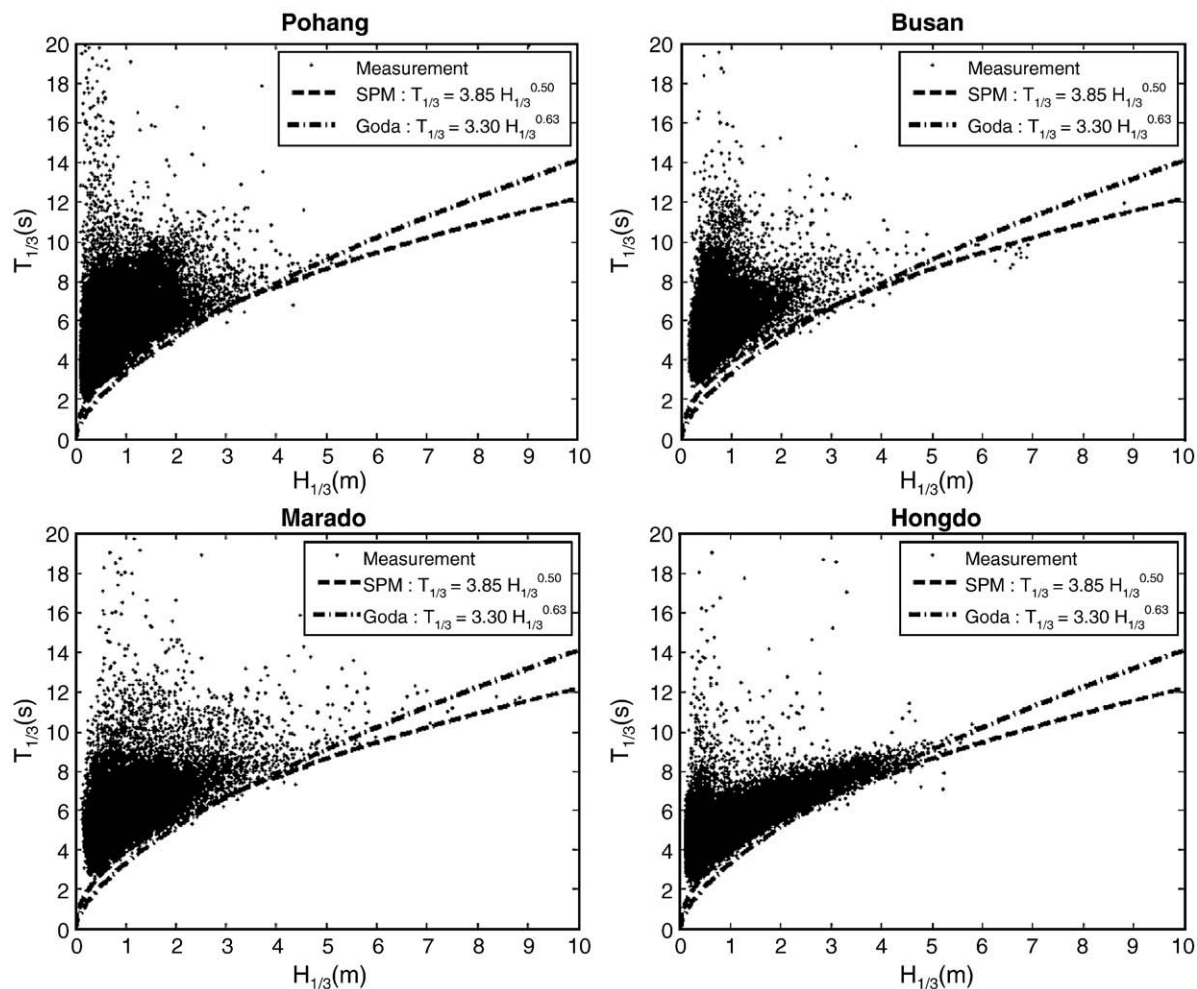 Pohang
20
18
16
14
12
10
8
6
4
2
0
T1/3(s)
Measurement
SPM : T1/3 = 3.85 H1/3^0.50
Goda : T1/3 = 3.30 H1/3^0.63
0 1 2 3 4 5 6 7 8 9 10
H1/3(m)
Busan
20
18
16
14
12
10
8
6
4
2
0
T1/3(s)
Measurement
SPM : T1/3 = 3.85 H1/3^0.50
Goda : T1/3 = 3.30 H1/3^0.63
0 1 2 3 4 5 6 7 8 9 10
H1/3(m)
Marado
20
18
16
14
12
10
8
6
4
2
0
T1/3(s)
Measurement
SPM : T1/3 = 3.85 H1/3^0.50
Goda : T1/3 = 3.30 H1/3^0.63
0 1 2 3 4 5 6 7 8 9 10
H1/3(m)
Hongdo
20
18
16
14
12
10
8
6
4
2
0
T1/3(s)
Measurement
SPM : T1/3 = 3.85 H1/3^0.50
Goda : T1/3 = 3.30 H1/3^0.63
0 1 2 3 4 5 6 7 8 9 10
H1/3(m)